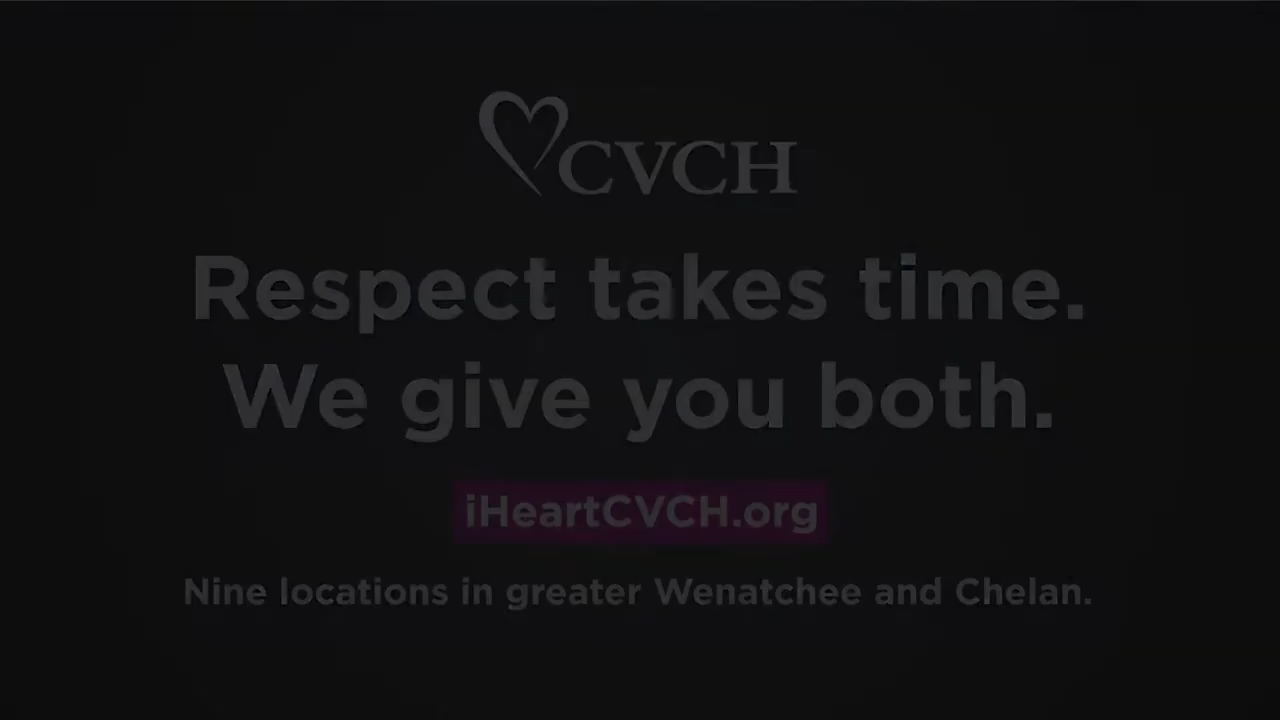 CVCH
Respect takes time.
We give you both.
iHeartCVCH.org
Nine locations in greater Wenatchee and Chelan.